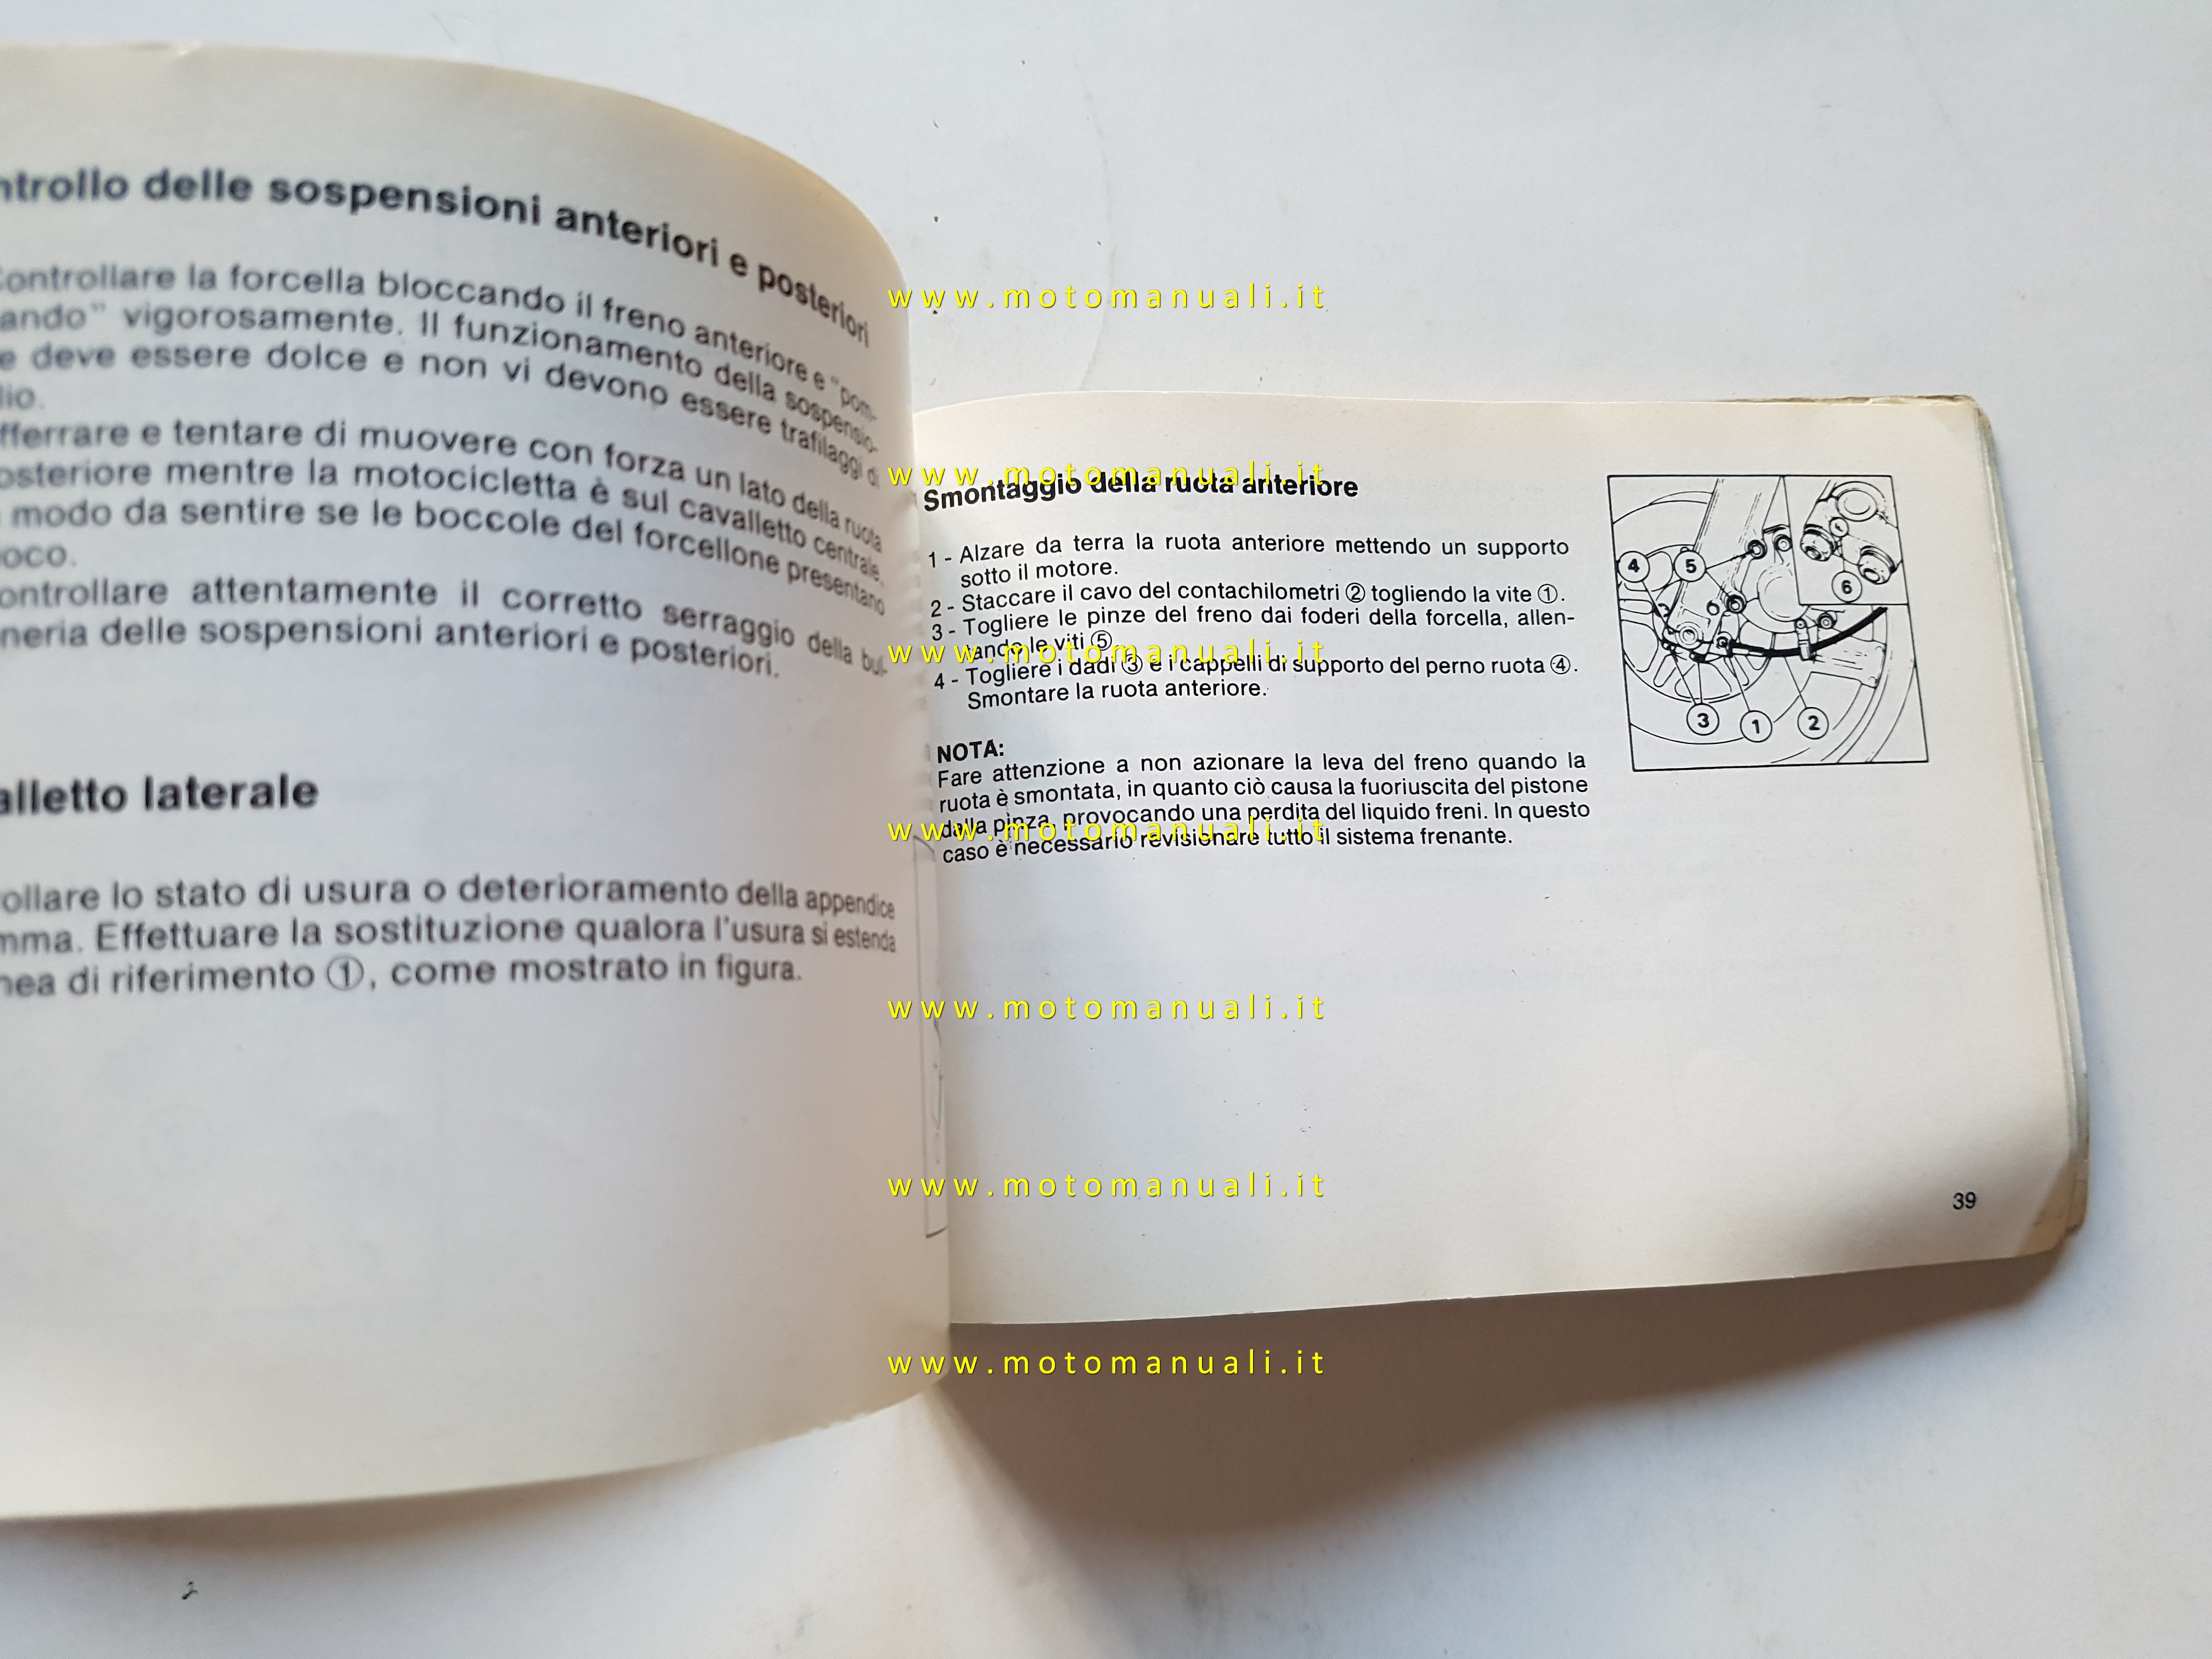 ntrollo delle sospensioni anteriori e posteriori
Controllare la forcella bloccando il freno anteriore e "pom-
ando" vigorosamente. Il funzionamento della sospensio-
e deve essere dolce e non vi devono essere trafilaggi di
lio.
fferrare e tentare di muovere con forza un lato della ruota
osteriore mentre la motocicletta è sul cavalletto centrale,
modo da sentire se le boccole del forcellone presentano
oco.
ontrollare attentamente il corretto serraggio della bul-
neria delle sospensioni anteriori e posteriori.
alletto laterale
ollare lo stato di usura o deterioramento della appendice
mma. Effettuare la sostituzione qualora l'usura si estenda
nea di riferimento ①, come mostrato in figura.
www.motomanuali.it
www.motomanuali.it
Smontaggio della ruota anteriore
1 - Alzare da terra la ruota anteriore mettendo un supporto
sotto il motore.
2 - Staccare il cavo del contachilometri ② togliendo la vite ①.
3 - Togliere le pinze del freno dai foderi della forcella, allen-
tando le viti ⑤
www.motomanuali.it
4 - Togliere i dadi ③ e i cappelli di supporto del perno ruota ④.
Smontare la ruota anteriore.
NOTA:
Fare attenzione a non azionare la leva del freno quando la
ruota è smontata, in quanto ciò causa la fuoriuscita del pistone
dalla pinza, provocando una perdita del liquido freni. In questo
www.motomanuali.it
caso è necessario revisionare tutto il sistema frenante.
4
5
6
3
1
2
www.motomanuali.it
www.motomanuali.it
39
www.motomanuali.it